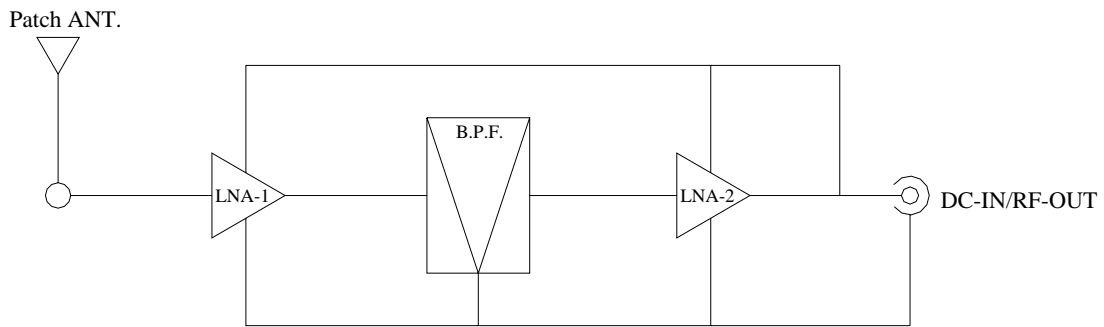 Patch ANT.
B.P.F.
LNA-1
LNA-2
DC-IN/RF-OUT